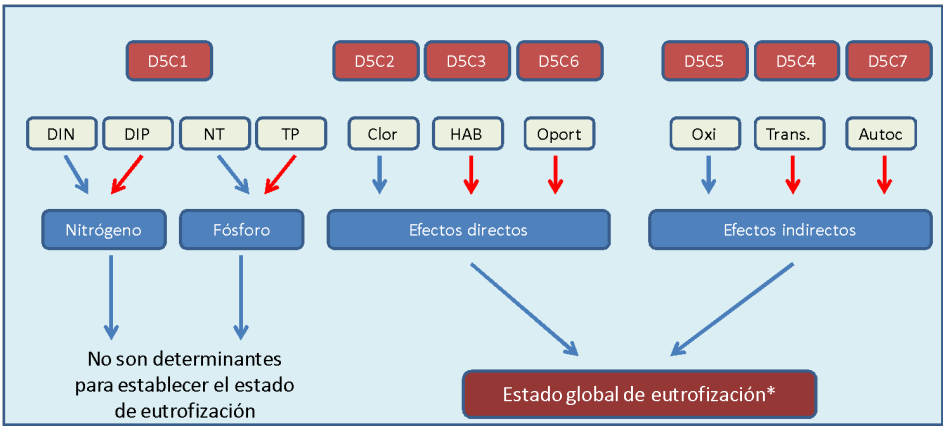 D5C1
D5C2
D5C3
D5C6
D5C5
D5C4
D5C7
DIN
DIP
NT
TP
Clor
HAB
Oport
Oxi
Trans.
Autoc
Nitrógeno
Fósforo
Efectos directos
Efectos indirectos
No son determinantes
para establecer el estado
de eutrofización
Estado global de eutrofización*